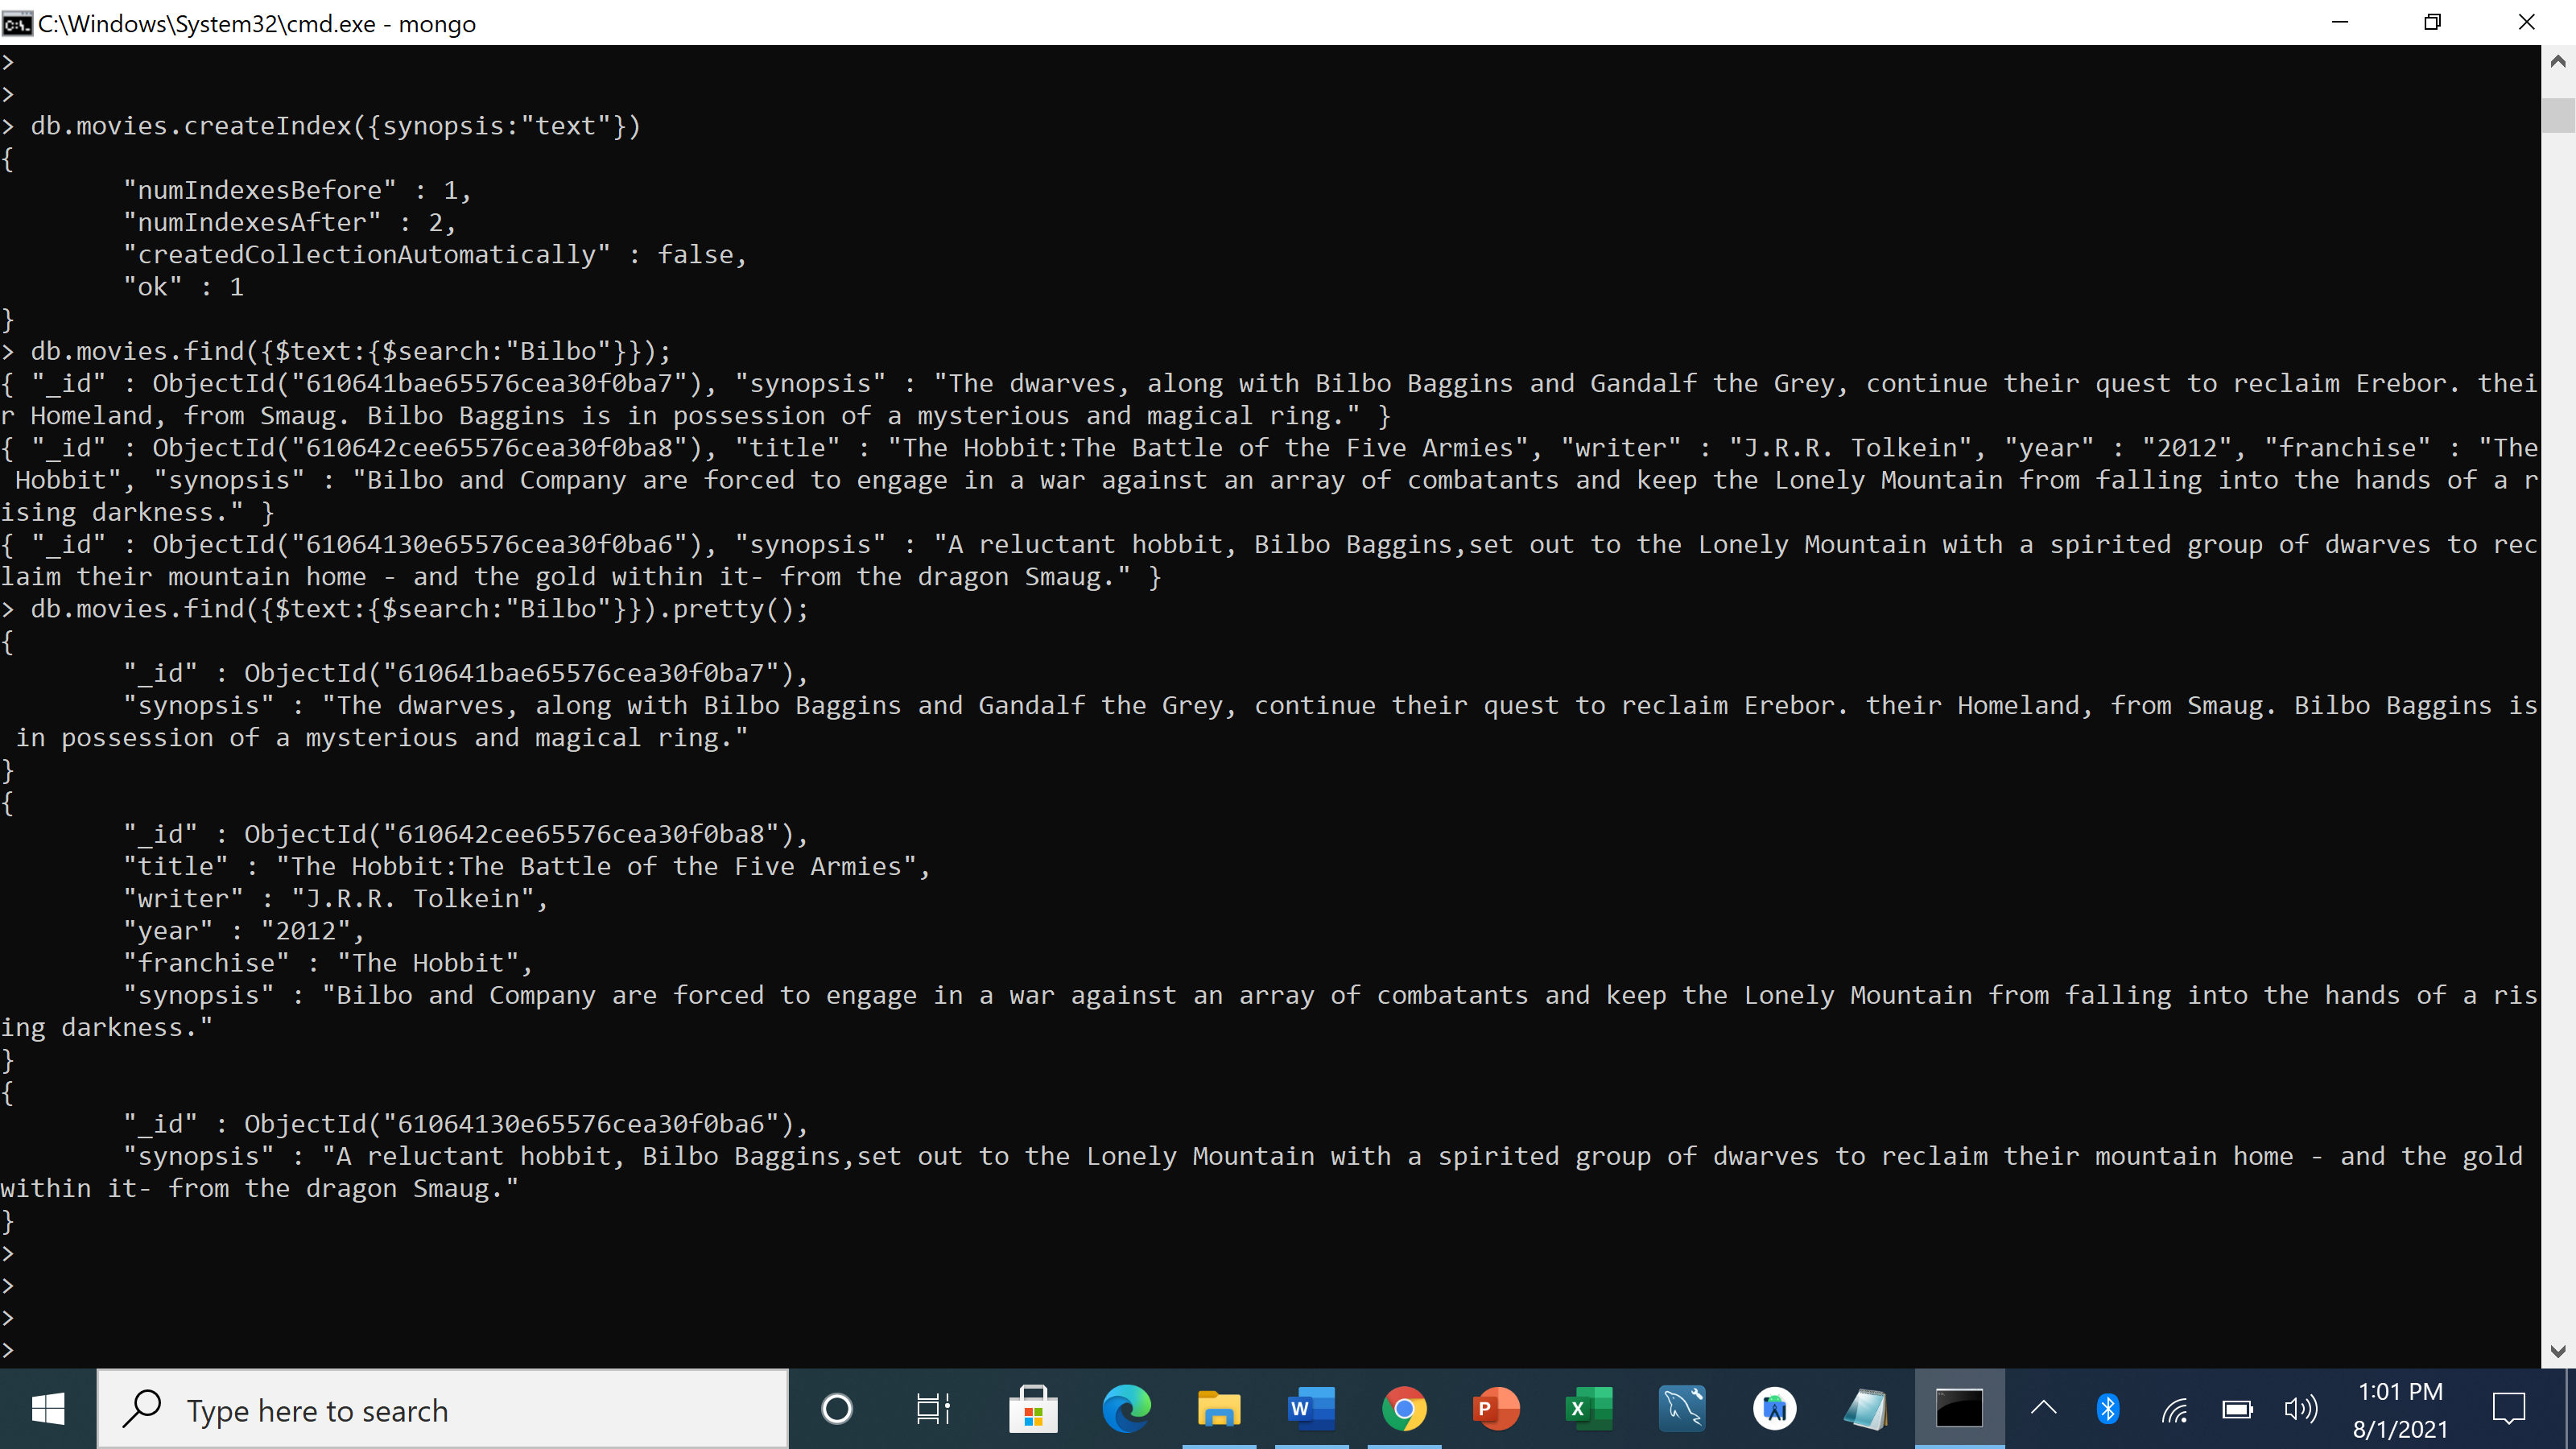 C:\Windows\System32\cmd.exe - mongo
>
>
> db.movies.createIndex({synopsis:"text"})
{
        "numIndexesBefore" : 1,
        "numIndexesAfter" : 2,
        "createdCollectionAutomatically" : false,
        "ok" : 1
}
> db.movies.find({$text:{$search:"Bilbo"}});
{ "_id" : ObjectId("610641bae65576cea30f0ba7"), "synopsis" : "The dwarves, along with Bilbo Baggins and Gandalf the Grey, continue their quest to reclaim Erebor. thei
r Homeland, from Smaug. Bilbo Baggins is in possession of a mysterious and magical ring." }
{ "_id" : ObjectId("610642cee65576cea30f0ba8"), "title" : "The Hobbit:The Battle of the Five Armies", "writer" : "J.R.R. Tolkein", "year" : "2012", "franchise" : "The
 Hobbit", "synopsis" : "Bilbo and Company are forced to engage in a war against an array of combatants and keep the Lonely Mountain from falling into the hands of a r
ising darkness." }
{ "_id" : ObjectId("61064130e65576cea30f0ba6"), "synopsis" : "A reluctant hobbit, Bilbo Baggins,set out to the Lonely Mountain with a spirited group of dwarves to rec
laim their mountain home - and the gold within it- from the dragon Smaug." }
> db.movies.find({$text:{$search:"Bilbo"}}).pretty();
{
        "_id" : ObjectId("610641bae65576cea30f0ba7"),
        "synopsis" : "The dwarves, along with Bilbo Baggins and Gandalf the Grey, continue their quest to reclaim Erebor. their Homeland, from Smaug. Bilbo Baggins is
 in possession of a mysterious and magical ring."
}
{
        "_id" : ObjectId("610642cee65576cea30f0ba8"),
        "title" : "The Hobbit:The Battle of the Five Armies",
        "writer" : "J.R.R. Tolkein",
        "year" : "2012",
        "franchise" : "The Hobbit",
        "synopsis" : "Bilbo and Company are forced to engage in a war against an array of combatants and keep the Lonely Mountain from falling into the hands of a ris
ing darkness."
}
{
        "_id" : ObjectId("61064130e65576cea30f0ba6"),
        "synopsis" : "A reluctant hobbit, Bilbo Baggins,set out to the Lonely Mountain with a spirited group of dwarves to reclaim their mountain home - and the gold
within it- from the dragon Smaug."
}
>
>
>
>
Type here to search
1:01 PM
8/1/2021